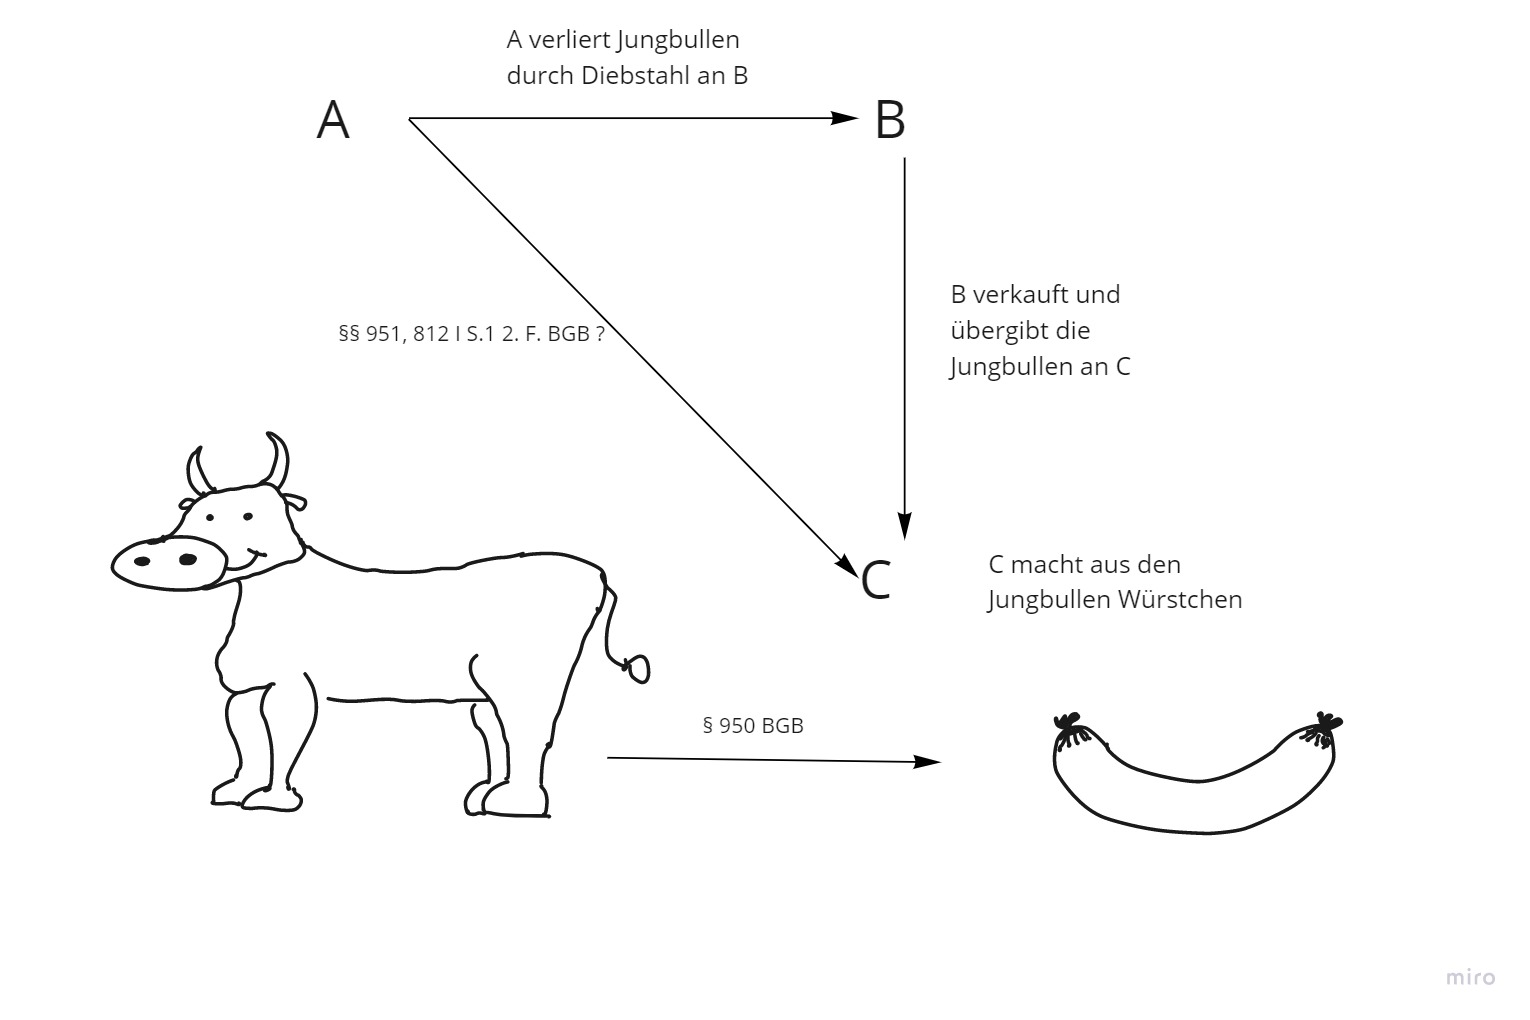 A verliert Jungbullen
durch Diebstahl an B
A
B
B verkauft und
übergibt die
Jungbullen an C
§§ 951, 812 I S.1 2. F. BGB ?
C
C macht aus den
Jungbullen Würstchen
§ 950 BGB
miro